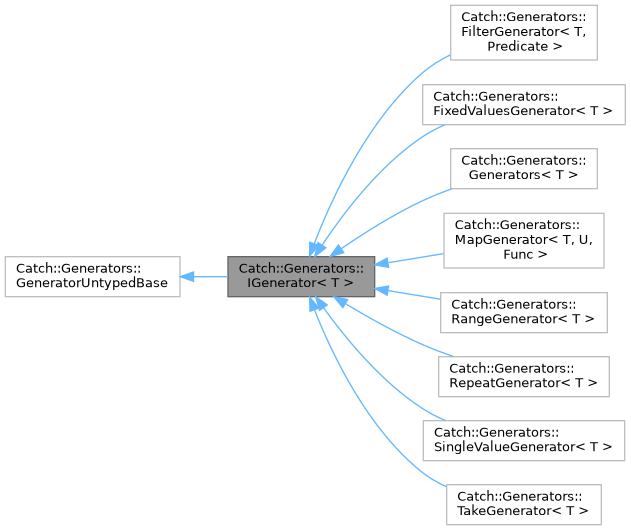 Catch::Generators::
GeneratorUntypedBase
Catch::Generators::
IGenerator< T >
Catch::Generators::
FilterGenerator< T,
Predicate >
Catch::Generators::
FixedValuesGenerator< T >
Catch::Generators::
Generators< T >
Catch::Generators::
MapGenerator< T, U,
Func >
Catch::Generators::
RangeGenerator< T >
Catch::Generators::
RepeatGenerator< T >
Catch::Generators::
SingleValueGenerator< T >
Catch::Generators::
TakeGenerator< T >